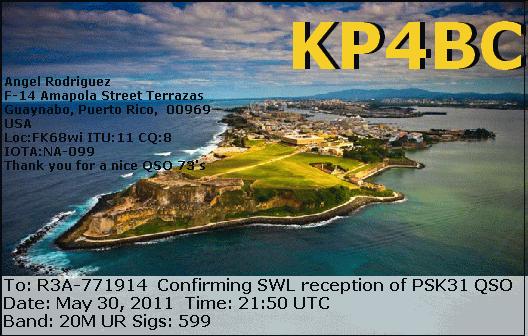 KP4BC
Angel Rodriguez
F-14 Amapola Street Terrazas
Guaynabo, Puerto Rico,  00969
USA
Loc:FK68wi ITU:11 CQ:8
IOTA:NA-099
Thank you for a nice QSO 73's
To: R3A-771914  Confirming SWL reception of PSK31 QSO
Date: May 30, 2011  Time: 21:50 UTC
Band: 20M UR Sigs: 599